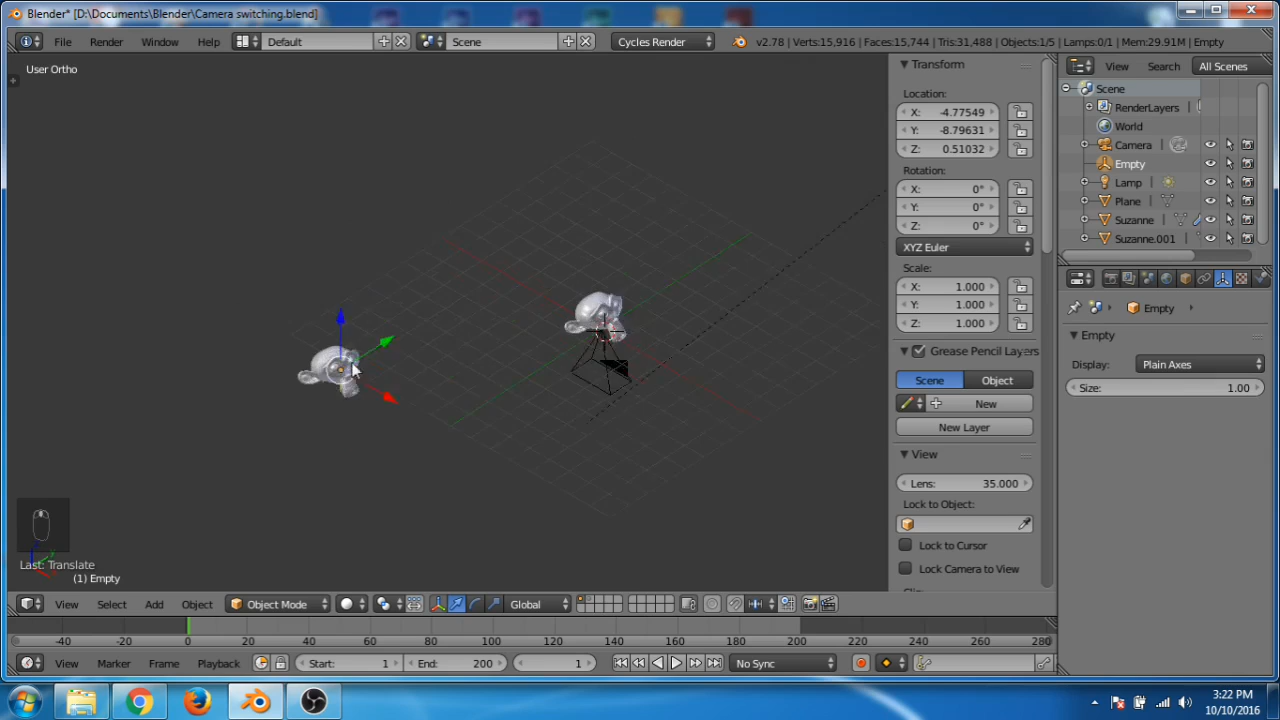 Blender* [D:\Documents\Blender\Camera switching.blend]
File Render Window Help Default Scene Cycles Render v2.78 | Verts:15,916 | Faces:15,744 | Tris:31,488 | Objects:1/5 | Lamps:0/1 | Mem:29.91M | Empty
User Ortho
Transform
Location:
X: -4.77549
Y: -8.79631
Z: 0.51032
Rotation:
X: 0°
Y: 0°
Z: 0°
XYZ Euler
Scale:
X: 1.000
Y: 1.000
Z: 1.000
Grease Pencil Layers
Scene Object
New
New Layer
View
Lens: 35.000
Lock to Object:
Lock to Cursor
Lock Camera to View
View Search All Scenes
Scene
RenderLayers
World
Camera
Empty
Lamp
Plane
Suzanne
Suzanne.001
Empty
Empty
Display: Plain Axes
Size: 1.00
Last: Translate
(1) Empty
View Select Add Object Object Mode Global
-40 -20 0 20 40 60 80 100 120 140 160 180 200 220 240 260 280
View Marker Frame Playback Start: 1 End: 200 1 No Sync
3:22 PM
10/10/2016